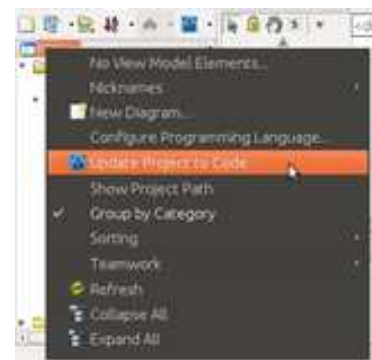 No View Model Elements...
Nicknames
New Diagram...
Configure Programming Language...
Update Project to Code
Show Project Path
Group by Category
Sorting
Teamwork
Refresh
Collapse All
Expand All